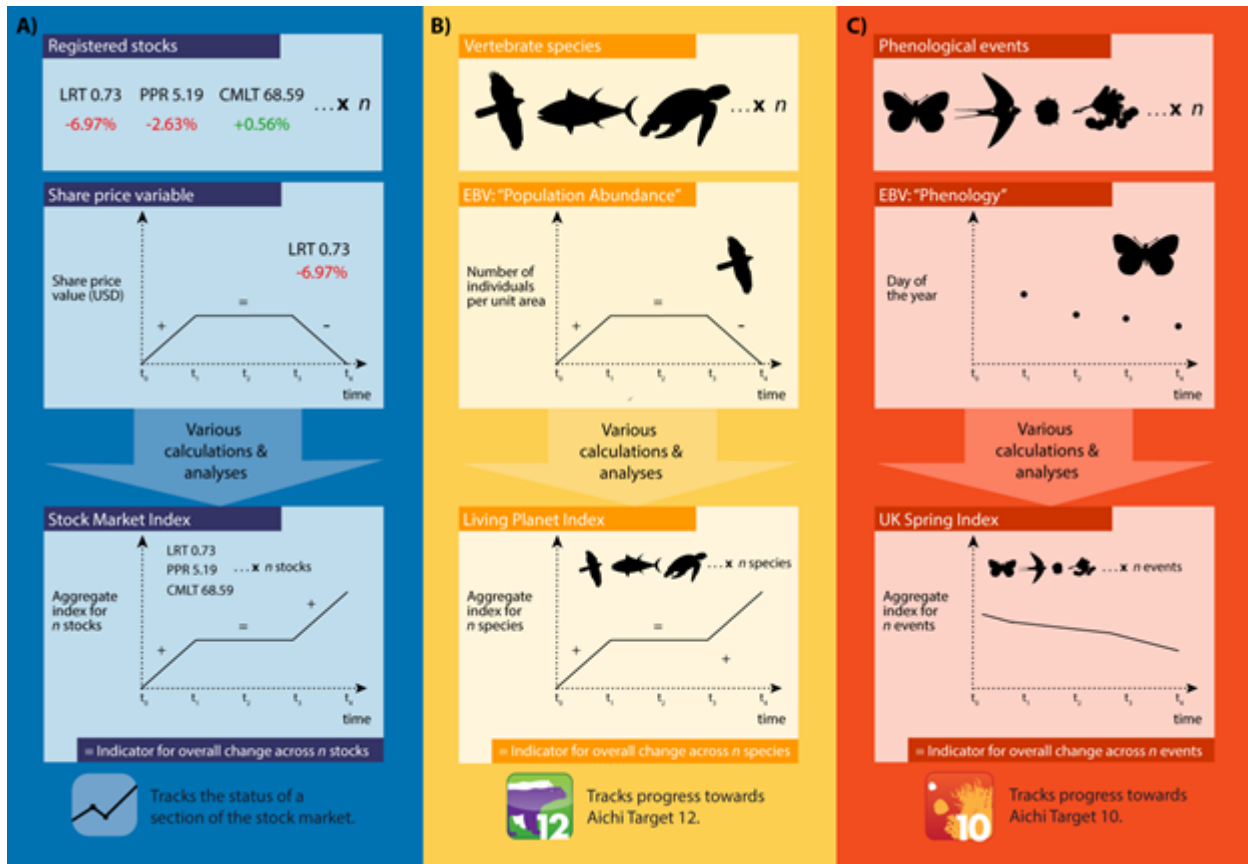 A)
Registered stocks
LRT 0.73 PPR 5.19 CMLT 68.59
...x n
-6.97% -2.63% +0.56%
Share price variable
LRT 0.73
-6.97%
Share price
value (USD)
=
+
-
t₀ t₁ t₂ t₃ t₄
time
Various
calculations &
analyses
Stock Market Index
LRT 0.73
PPR 5.19 ...x n stocks
CMLT 68.59
Aggregate
index for
n stocks
+
=
+
t₀ t₁ t₂ t₃ t₄
time
= Indicator for overall change across n stocks
Tracks the status of a
section of the stock market.
B)
Vertebrate species
...x n
EBV: “Population Abundance”
Number of
individuals
per unit area
=
+
-
t₀ t₁ t₂ t₃ t₄
time
Various
calculations &
analyses
Living Planet Index
...x n species
Aggregate
index for
n species
=
+
+
t₀ t₁ t₂ t₃ t₄
time
= Indicator for overall change across n species
12
Tracks progress towards
Aichi Target 12.
C)
Phenological events
...x n
EBV: “Phenology”
Day of
the year
t₀ t₁ t₂ t₃ t₄
time
Various
calculations &
analyses
UK Spring Index
...x n events
Aggregate
index for
n events
t₀ t₁ t₂ t₃ t₄
time
= Indicator for overall change across n events
10
Tracks progress towards
Aichi Target 10.